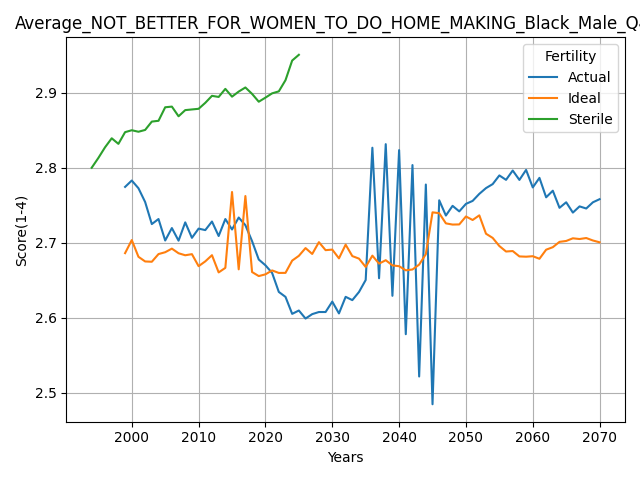 Average_NOT_BETTER_FOR_WOMEN_TO_DO_HOME_MAKING_Black_Male_Q4
Fertility
Actual
Ideal
Sterile
Score(1-4)
2.9
2.8
2.7
2.6
2.5
2000 2010 2020 2030 2040 2050 2060 2070
Years